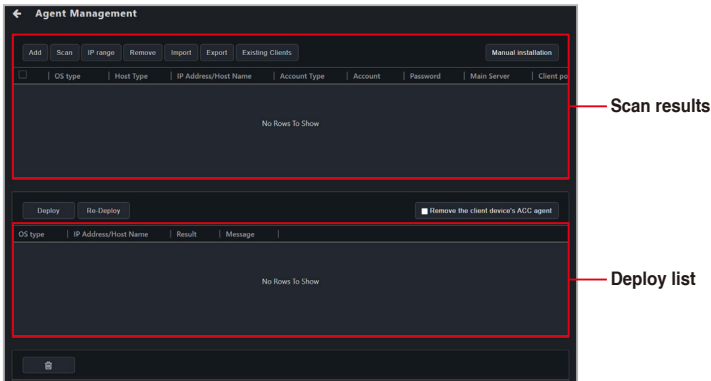 Agent Management
Add Scan IP range Remove Import Export Existing Clients Manual installation
OS type Host Type IP Address/Host Name Account Type Account Password Main Server Client po
No Rows To Show
Scan results
Deploy Re-Deploy Remove the client device's ACC agent
OS type IP Address/Host Name Result Message
No Rows To Show
Deploy list